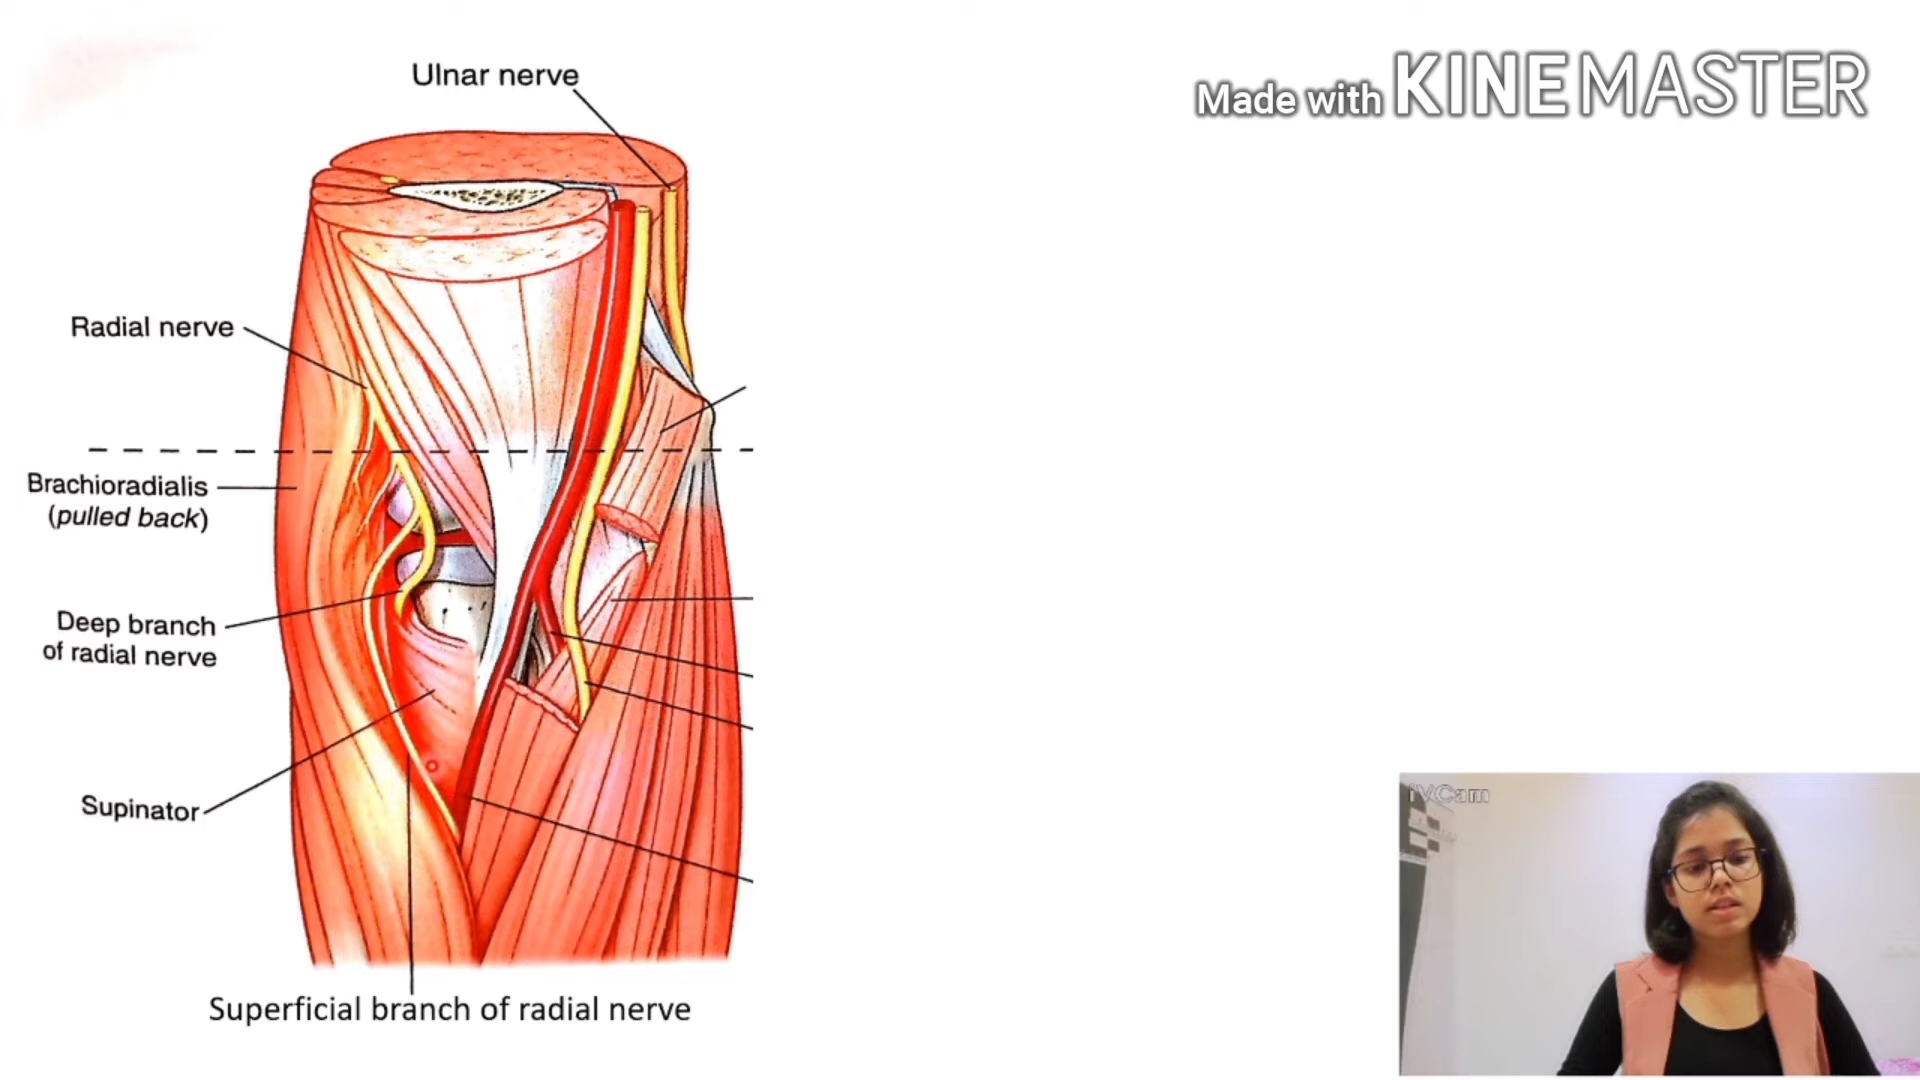 Ulnar nerve
Made with KINEMASTER
Radial nerve
Brachioradialis
(pulled back)
Deep branch
of radial nerve
Supinator
iVCam
Superficial branch of radial nerve